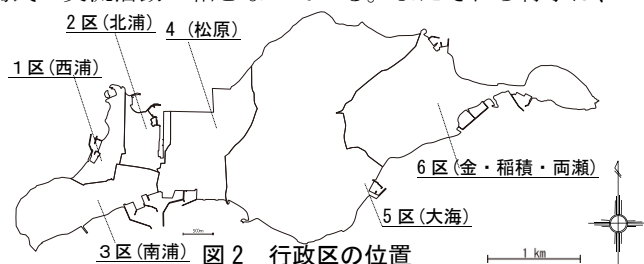 2区(北浦)
4 (松原)
1区(西浦)
6区(金・稲積・両瀬)
5区(大海)
3区(南浦)
500m
1 km
図2 行政区の位置